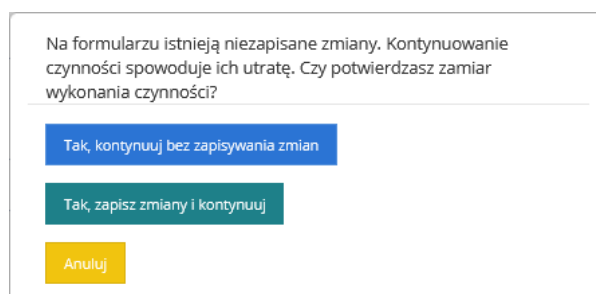 Na formularzu istnieją niezapisane zmiany. Kontynuowanie
czynności spowoduje ich utratę. Czy potwierdzasz zamiar
wykonania czynności?
Tak, kontynuuj bez zapisywania zmian
Tak, zapisz zmiany i kontynuuj
Anuluj